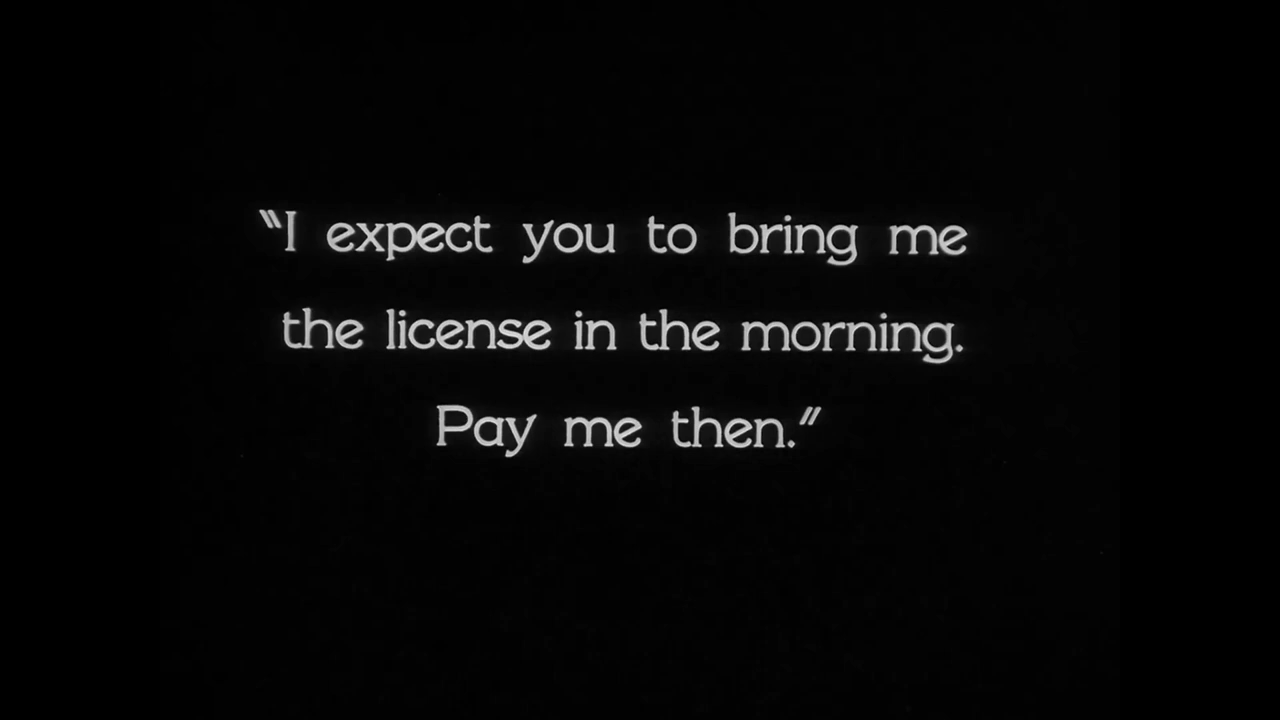 "I expect you to bring me
the license in the morning.
Pay me then."